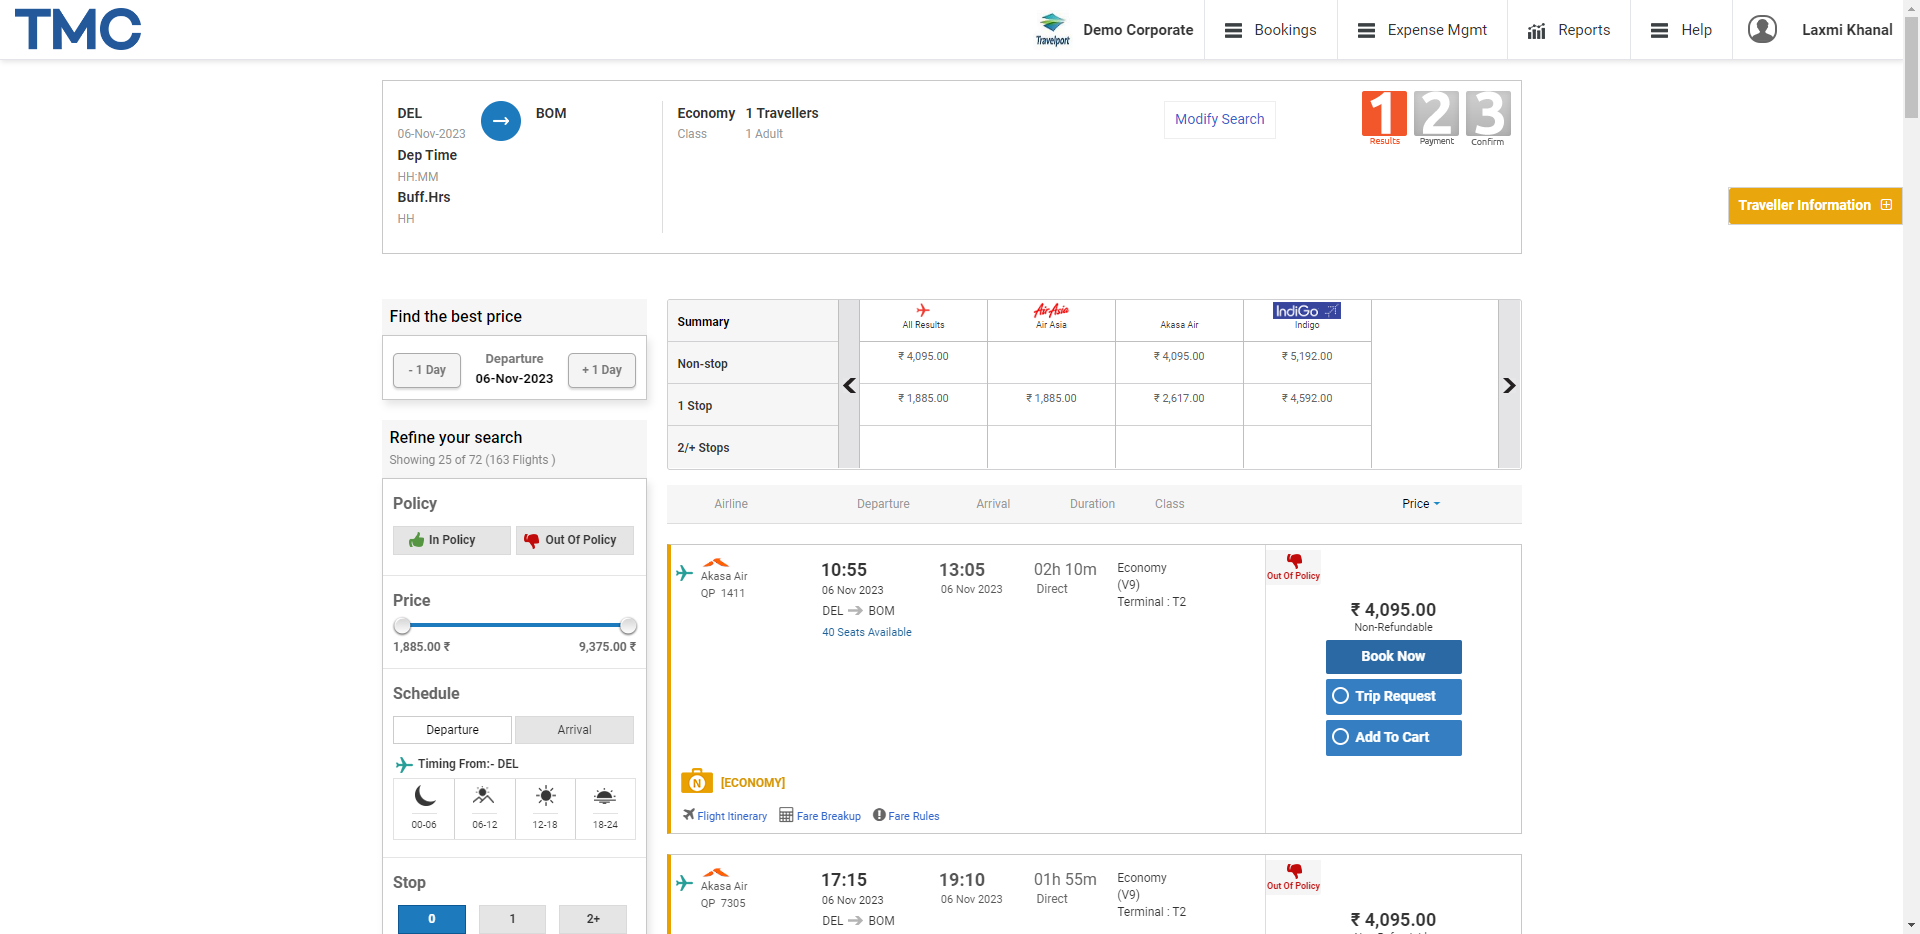 TMC
Travelport
Demo Corporate
Bookings
Expense Mgmt
Reports
Help
Laxmi Khanal
DEL
06-Nov-2023
BOM
Dep Time
HH:MM
Buff.Hrs
HH
Economy
Class
1 Travellers
1 Adult
Modify Search
1
Results
2
Payment
3
Confirm
Traveller Information
Find the best price
- 1 Day
Departure
06-Nov-2023
+ 1 Day
Refine your search
Showing 25 of 72 (163 Flights )
Policy
In Policy
Out Of Policy
Price
1,885.00 ₹
9,375.00 ₹
Schedule
Departure
Arrival
Timing From:- DEL
00-06
06-12
12-18
18-24
Stop
0
1
2+
Summary
All Results
AirAsia
Air Asia
Akasa Air
IndiGo
Indigo
Non-stop
₹ 4,095.00
₹ 4,095.00
₹ 5,192.00
1 Stop
₹ 1,885.00
₹ 1,885.00
₹ 2,617.00
₹ 4,592.00
2/+ Stops
Airline
Departure
Arrival
Duration
Class
Price
Akasa Air
QP 1411
10:55
06 Nov 2023
DEL
BOM
40 Seats Available
13:05
06 Nov 2023
02h 10m
Direct
Economy
(V9)
Terminal : T2
Out Of Policy
₹ 4,095.00
Non-Refundable
Book Now
Trip Request
Add To Cart
N
[ECONOMY]
Flight Itinerary
Fare Breakup
Fare Rules
Akasa Air
QP 7305
17:15
06 Nov 2023
DEL
BOM
19:10
06 Nov 2023
01h 55m
Direct
Economy
(V9)
Terminal : T2
Out Of Policy
₹ 4,095.00